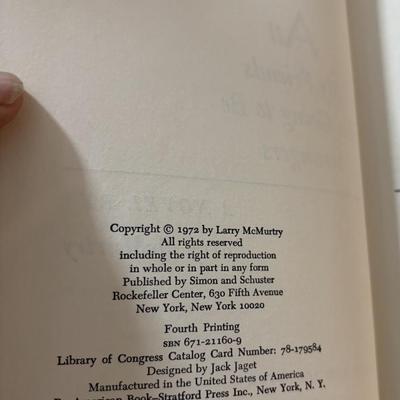 Copyright © 1972 by Larry McMurtry
All rights reserved
including the right of reproduction
in whole or in part in any form
Published by Simon and Schuster
Rockefeller Center, 630 Fifth Avenue
New York, New York 10020
Fourth Printing
SBN 671-21160-9
Library of Congress Catalog Card Number: 78-179584
Designed by Jack Jaget
Manufactured in the United States of America
By American Book–Stratford Press Inc., New York, N. Y.